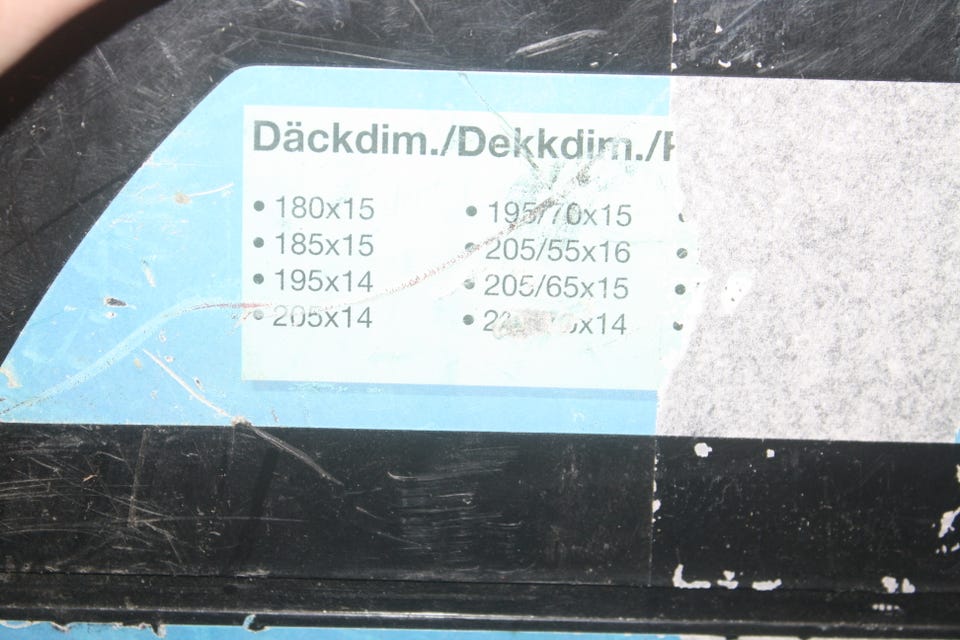 Däckdim./Dekkdim./
• 180x15
• 185x15
• 195x14
• 205x14
• 195/70x15
• 205/55x16
• 205/65x15